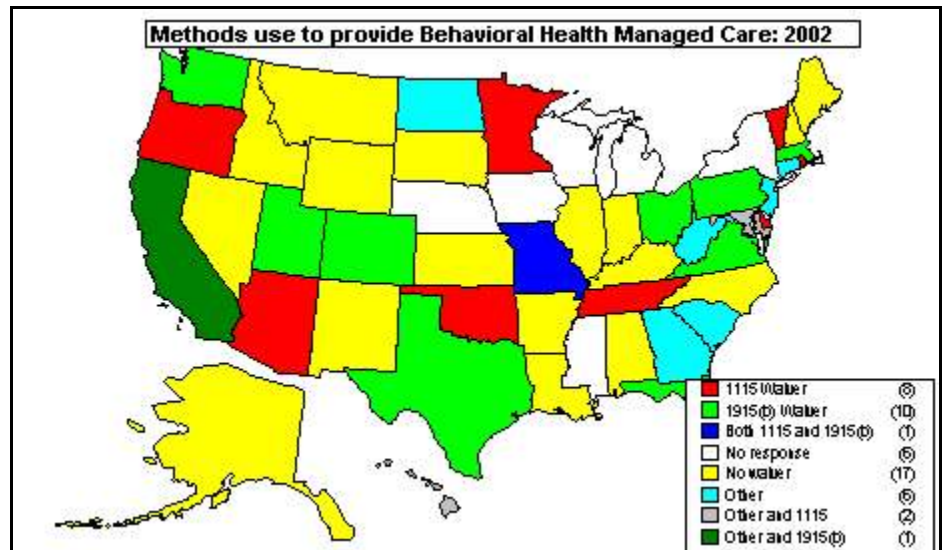 Methods use to provide Behavioral Health Managed Care: 2002
1115 Waiver (8)
1915(b) Waiver (10)
Both 1115 and 1915(b) (1)
No response (6)
No waiver (17)
Other (6)
Other and 1115 (2)
Other and 1915(b) (1)